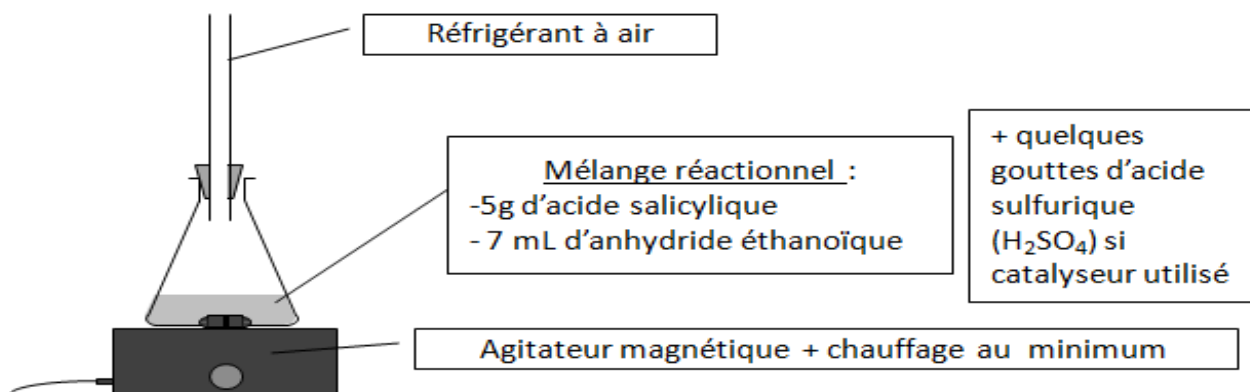 Réfrigérant à air
Mélange réactionnel :
-5g d’acide salicylique
- 7 mL d’anhydride éthanoïque
+ quelques
gouttes d’acide
sulfurique
(H₂SO₄) si
catalyseur utilisé
Agitateur magnétique + chauffage au minimum